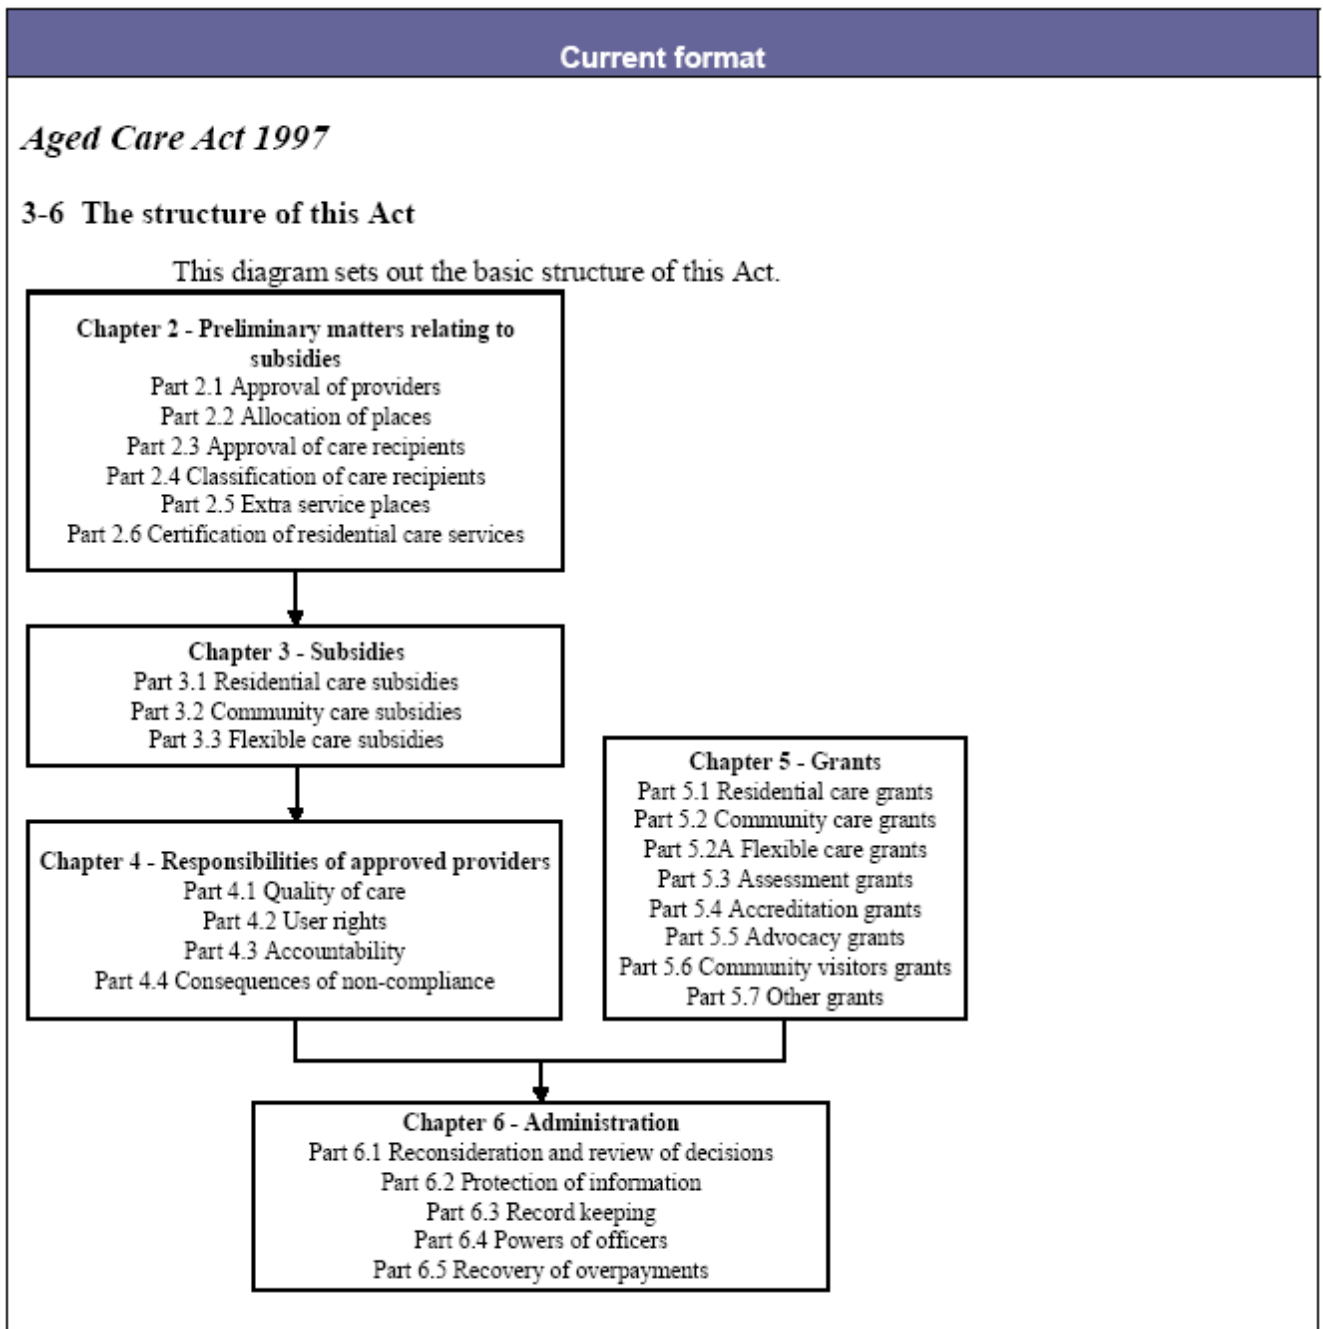 Current format
Aged Care Act 1997
3-6 The structure of this Act
This diagram sets out the basic structure of this Act.
Chapter 2 - Preliminary matters relating to
subsidies
Part 2.1 Approval of providers
Part 2.2 Allocation of places
Part 2.3 Approval of care recipients
Part 2.4 Classification of care recipients
Part 2.5 Extra service places
Part 2.6 Certification of residential care services
Chapter 3 - Subsidies
Part 3.1 Residential care subsidies
Part 3.2 Community care subsidies
Part 3.3 Flexible care subsidies
Chapter 4 - Responsibilities of approved providers
Part 4.1 Quality of care
Part 4.2 User rights
Part 4.3 Accountability
Part 4.4 Consequences of non-compliance
Chapter 5 - Grants
Part 5.1 Residential care grants
Part 5.2 Community care grants
Part 5.2A Flexible care grants
Part 5.3 Assessment grants
Part 5.4 Accreditation grants
Part 5.5 Advocacy grants
Part 5.6 Community visitors grants
Part 5.7 Other grants
Chapter 6 - Administration
Part 6.1 Reconsideration and review of decisions
Part 6.2 Protection of information
Part 6.3 Record keeping
Part 6.4 Powers of officers
Part 6.5 Recovery of overpayments